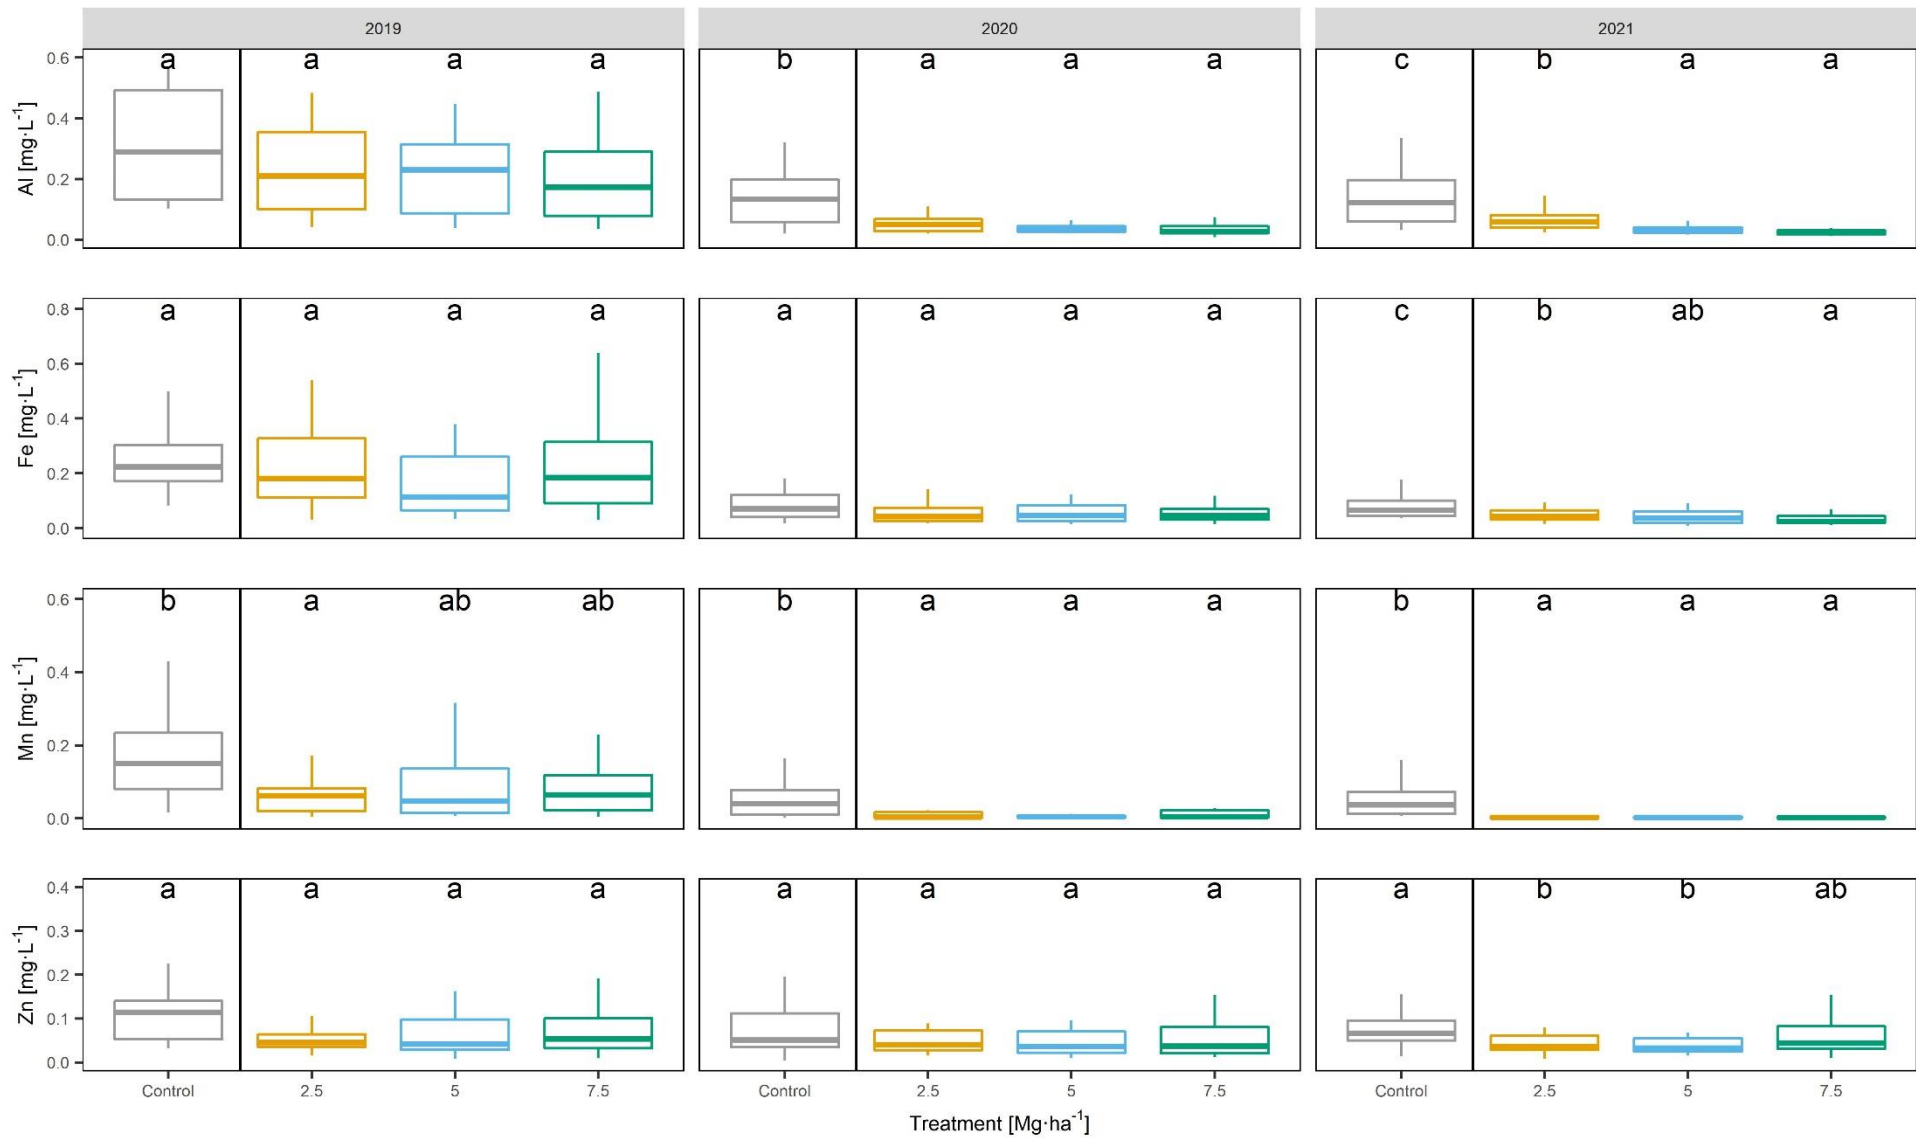 2019 2020 2021
a a a a b a a a c b a a
Al [mg·L⁻¹]
0.6
0.4
0.2
0.0
a a a a a a a a c b ab a
Fe [mg·L⁻¹]
0.8
0.6
0.4
0.2
0.0
b a ab ab b a a a b a a a
Mn [mg·L⁻¹]
0.6
0.4
0.2
0.0
a a a a a a a a a b b ab
Zn [mg·L⁻¹]
0.4
0.3
0.2
0.1
0.0
Control 2.5 5 7.5 Control 2.5 5 7.5 Control 2.5 5 7.5
Treatment [Mg·ha⁻¹]